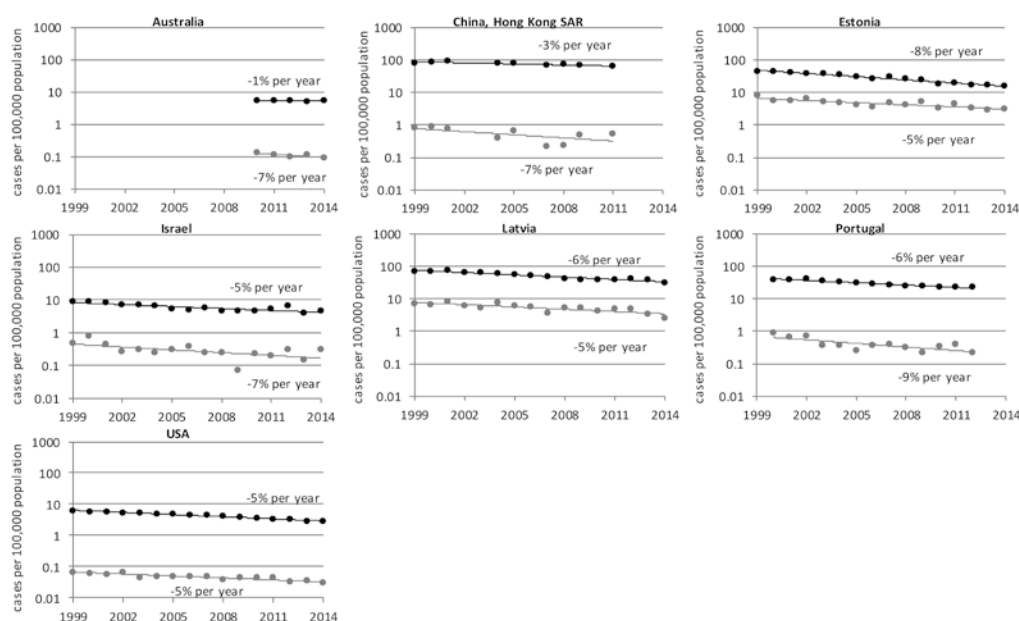 Australia
cases per 100,000 population
1000
100
10
1
0.1
0.01
-1% per year
-7% per year
1999 2002 2005 2008 2011 2014
China, Hong Kong SAR
cases per 100,000 population
1000
100
10
1
0.1
0.01
-3% per year
-7% per year
1999 2002 2005 2008 2011 2014
Estonia
cases per 100,000 population
1000
100
10
1
0.1
0.01
-8% per year
-5% per year
1999 2002 2005 2008 2011 2014
Israel
cases per 100,000 population
1000
100
10
1
0.1
0.01
-5% per year
-7% per year
1999 2002 2005 2008 2011 2014
Latvia
cases per 100,000 population
1000
100
10
1
0.1
0.01
-6% per year
-5% per year
1999 2002 2005 2008 2011 2014
Portugal
cases per 100,000 population
1000
100
10
1
0.1
0.01
-6% per year
-9% per year
1999 2002 2005 2008 2011 2014
USA
cases per 100,000 population
1000
100
10
1
0.1
0.01
-5% per year
-5% per year
1999 2002 2005 2008 2011 2014